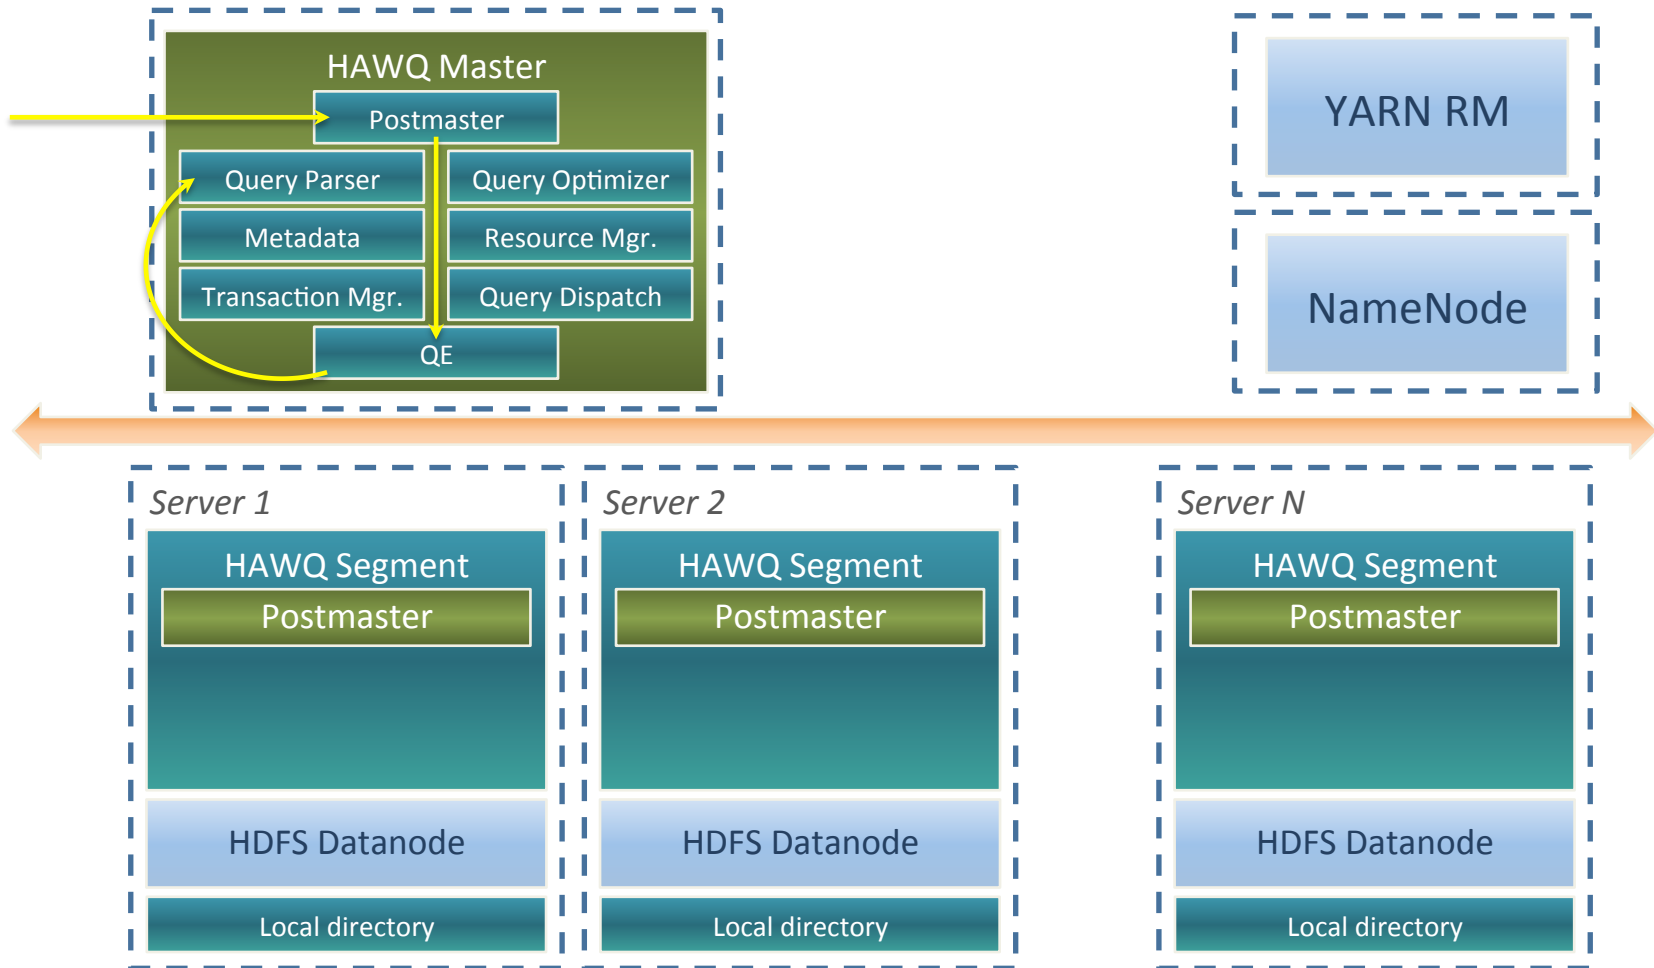 HAWQ Master
Postmaster
Query Parser
Query Optimizer
Metadata
Resource Mgr.
Transaction Mgr.
Query Dispatch
QE
YARN RM
NameNode
Server 1
HAWQ Segment
Postmaster
HDFS Datanode
Local directory
Server 2
HAWQ Segment
Postmaster
HDFS Datanode
Local directory
Server N
HAWQ Segment
Postmaster
HDFS Datanode
Local directory